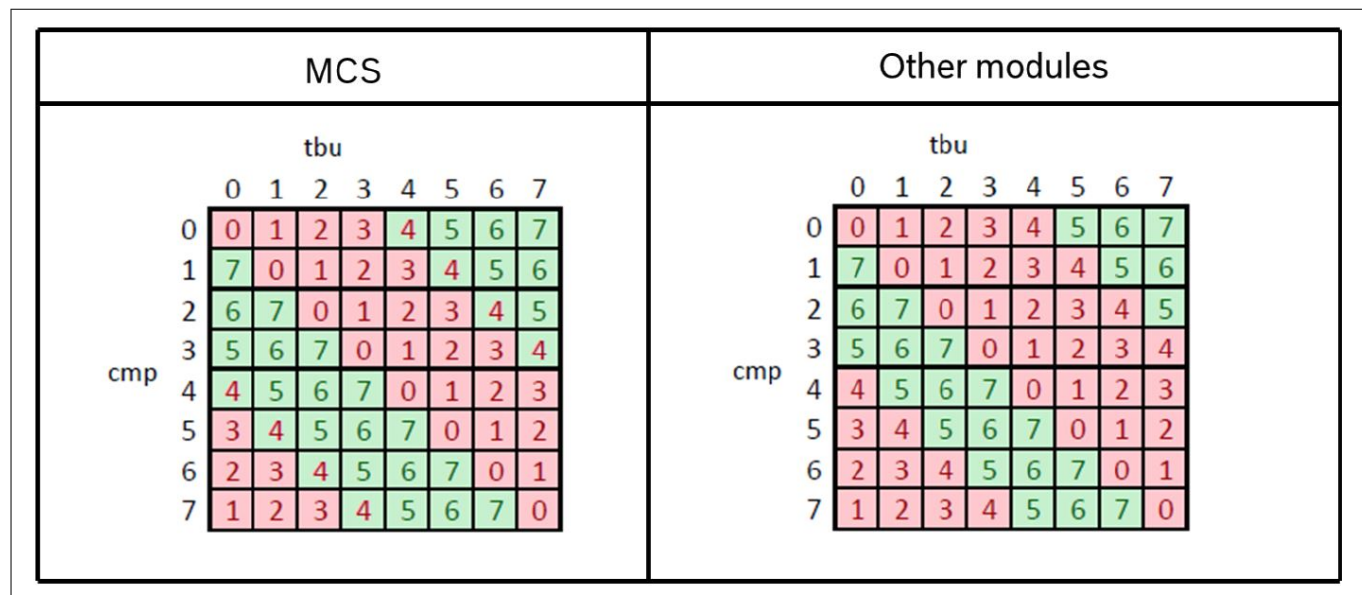 MCS
Other modules
tbu
0 1 2 3 4 5 6 7
0 0 1 2 3 4 5 6 7
1 7 0 1 2 3 4 5 6
2 6 7 0 1 2 3 4 5
3 5 6 7 0 1 2 3 4
cmp
4 4 5 6 7 0 1 2 3
5 3 4 5 6 7 0 1 2
6 2 3 4 5 6 7 0 1
7 1 2 3 4 5 6 7 0
tbu
0 1 2 3 4 5 6 7
0 0 1 2 3 4 5 6 7
1 7 0 1 2 3 4 5 6
2 6 7 0 1 2 3 4 5
3 5 6 7 0 1 2 3 4
cmp
4 4 5 6 7 0 1 2 3
5 3 4 5 6 7 0 1 2
6 2 3 4 5 6 7 0 1
7 1 2 3 4 5 6 7 0